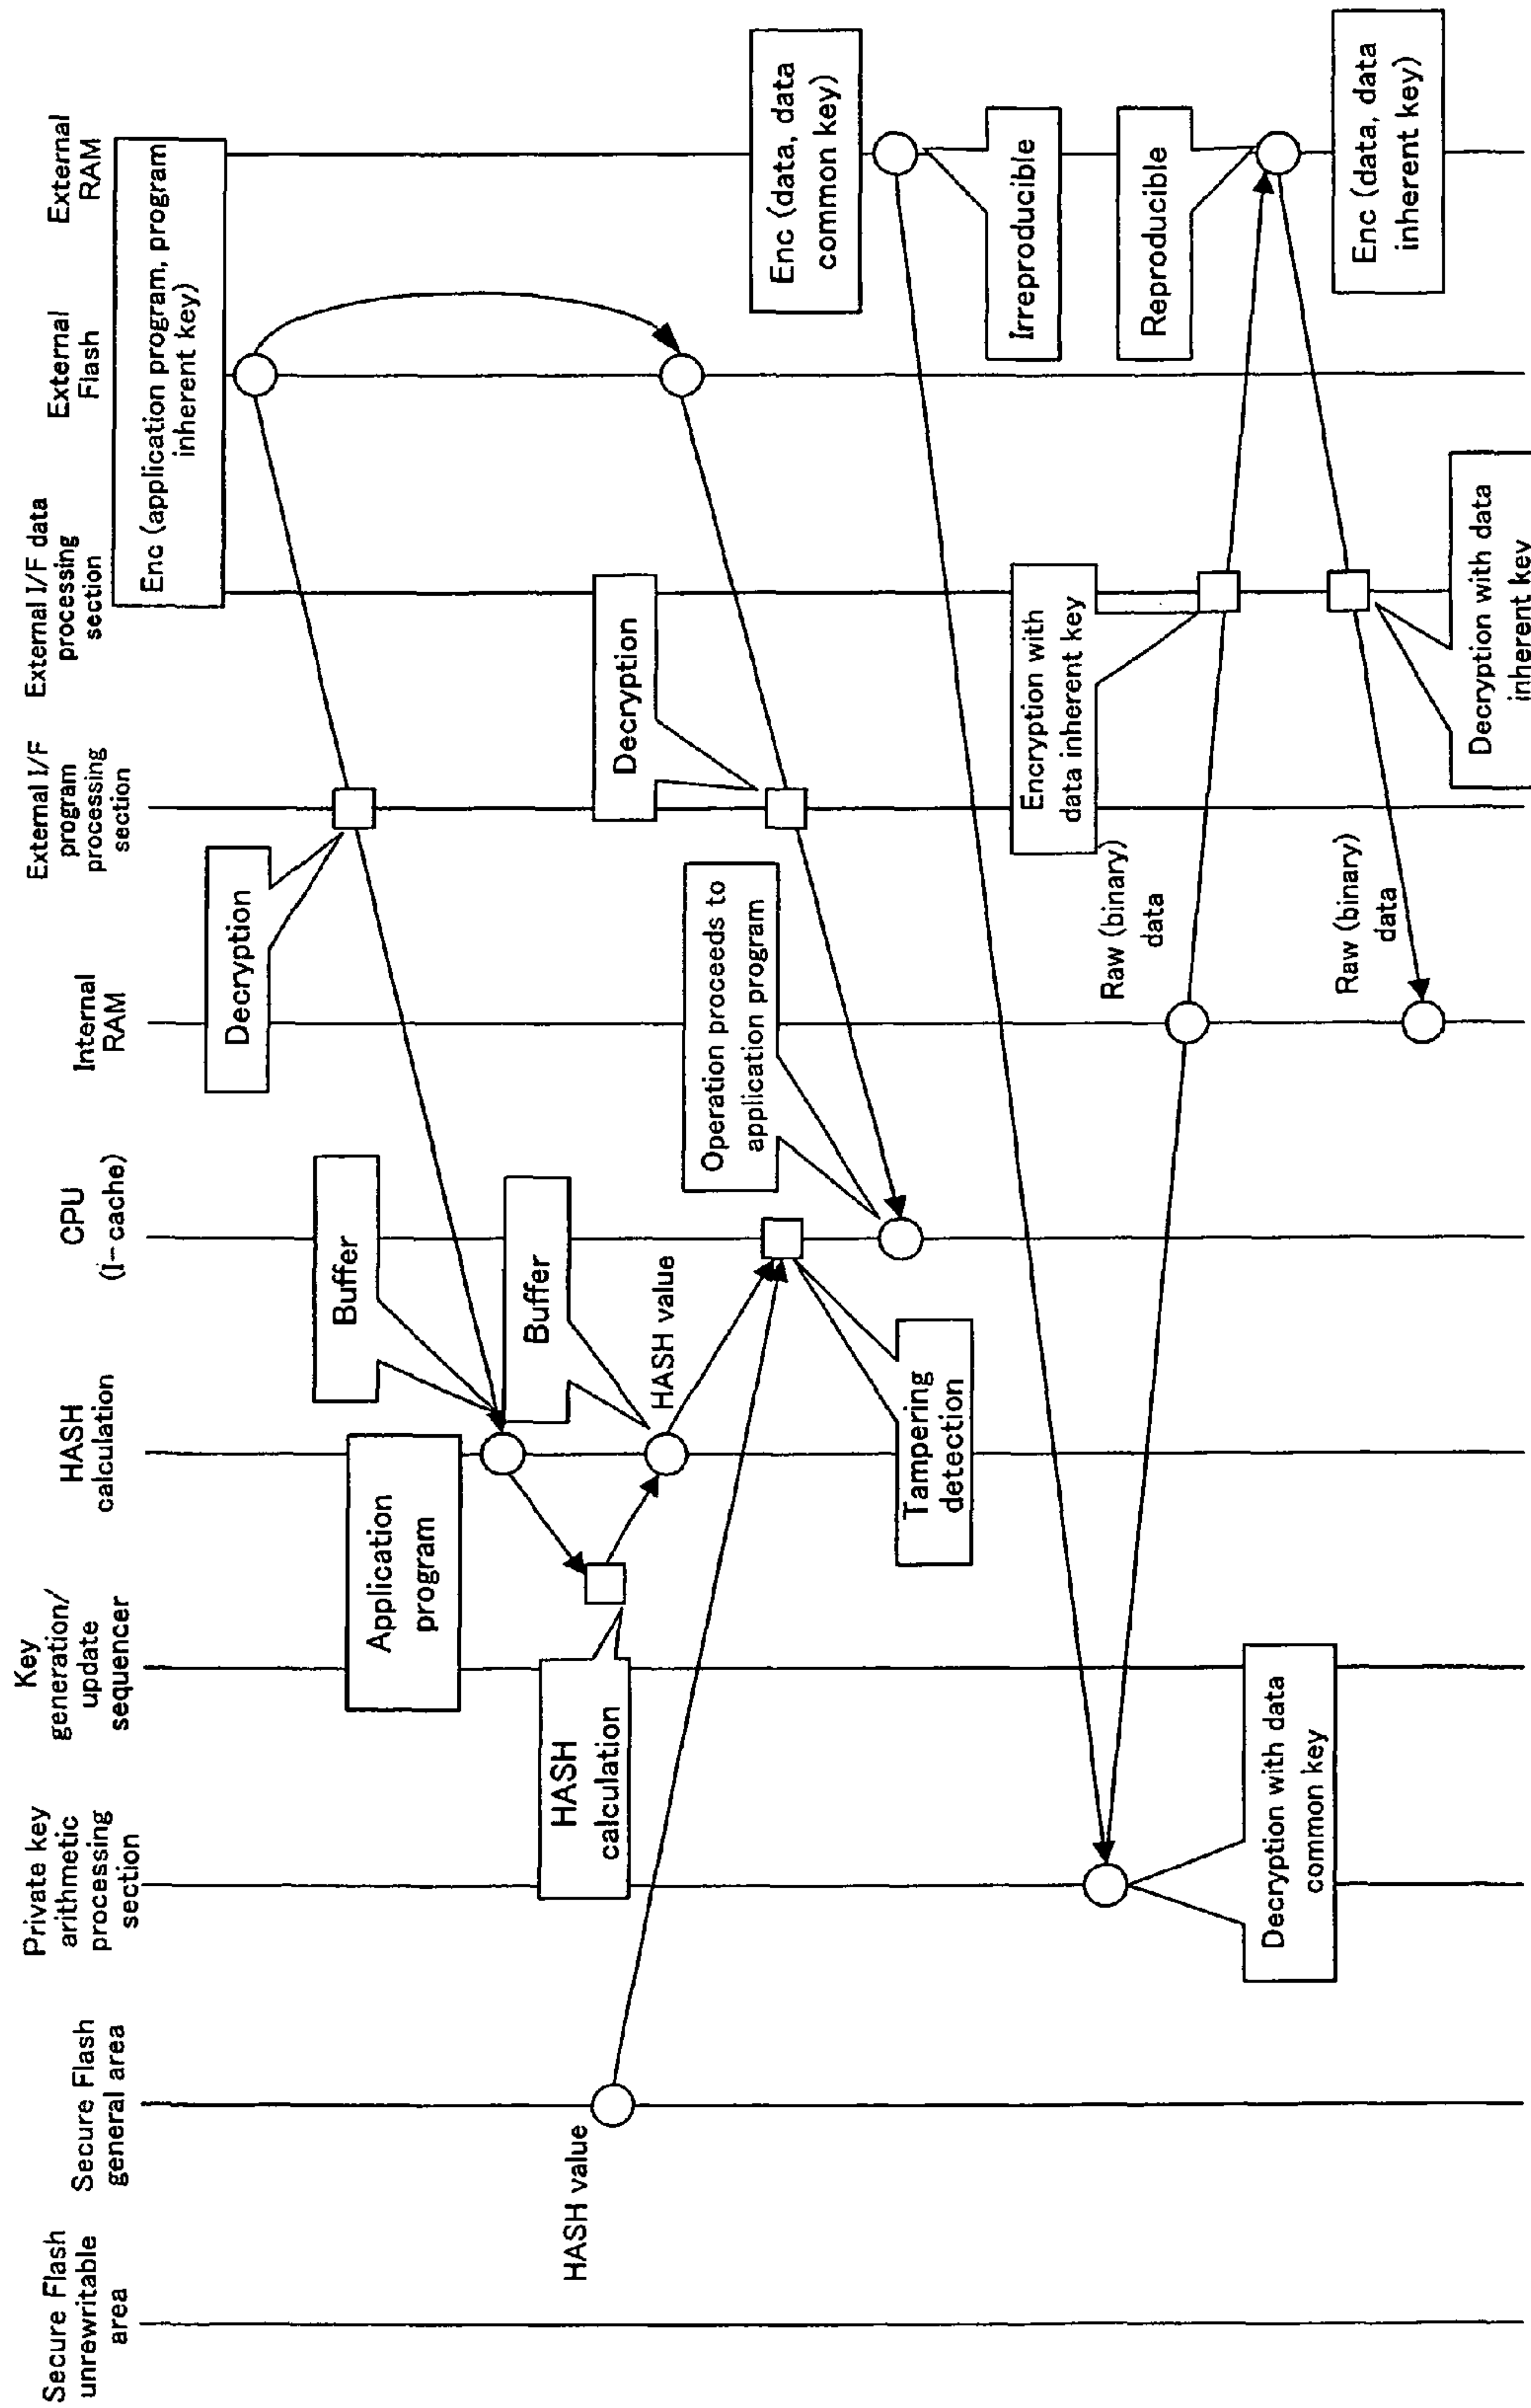 Secure Flash
unrewritable
area
Secure Flash
general area
Private key
arithmetic
processing
section
Key
generation/
update
sequencer
HASH
calculation
CPU
(I-cache)
Internal
RAM
External I/F
program
processing
section
External I/F data
processing
section
External
Flash
External
RAM
Enc (application program, program
inherent key)
Decryption
Buffer
Application
program
Buffer
HASH
calculation
HASH value
HASH value
Decryption
Operation proceeds to
application program
Tampering
detection
Enc (data, data
common key)
Irreproducible
Reproducible
Encryption with
data inherent key
Raw (binary)
data
Decryption with data
common key
Enc (data, data
inherent key)
Raw (binary)
data
Decryption with data
inherent key